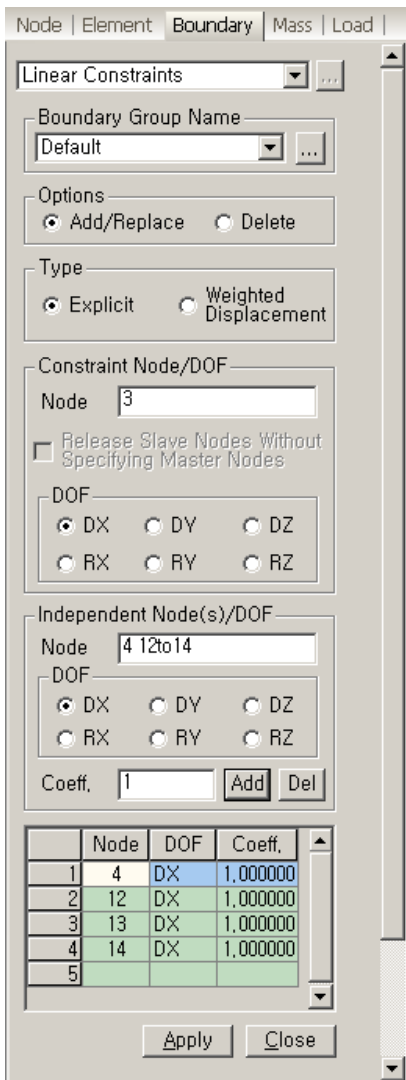 Node | Element Boundary | Mass | Load |
Linear Constraints ...
Boundary Group Name
Default ...
Options
Add/Replace Delete
Type
Explicit Weighted
Displacement
Constraint Node/DOF
Node 3
Release Slave Nodes Without
Specifying Master Nodes
DOF
DX DY DZ
RX RY RZ
Independent Node(s)/DOF
Node 4 12to14
DOF
DX DY DZ
RX RY RZ
Coeff, 1 Add Del
Node DOF Coeff,
1 4 DX 1,000000
2 12 DX 1,000000
3 13 DX 1,000000
4 14 DX 1,000000
5
Apply Close